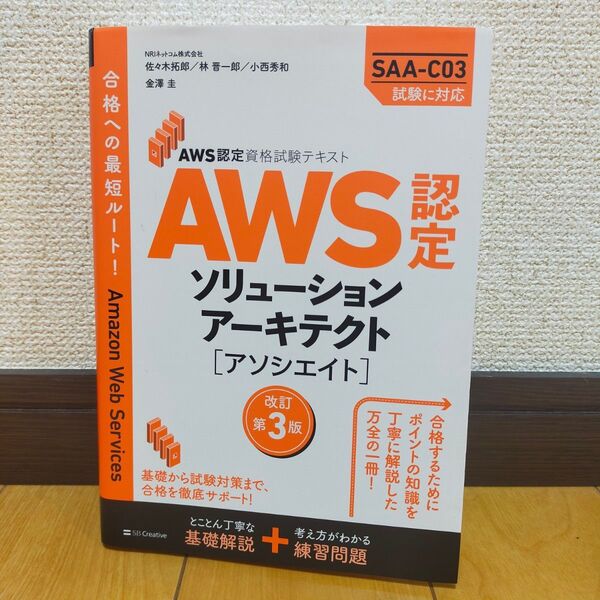 合格への最短ルート！ Amazon Web Services
NRIネットコム株式会社
佐々木拓郎／林 晋一郎／小西秀和
金澤 圭
SAA-C03
試験に対応
AWS認定資格試験テキスト
AWS認定
ソリューション
アーキテクト
［アソシエイト］
改訂
第3版
合格するために
ポイントの知識を
丁寧に解説した
万全の一冊！
基礎から試験対策まで、
合格を徹底サポート！
とことん丁寧な
基礎解説
+
考え方がわかる
練習問題
SB Creative